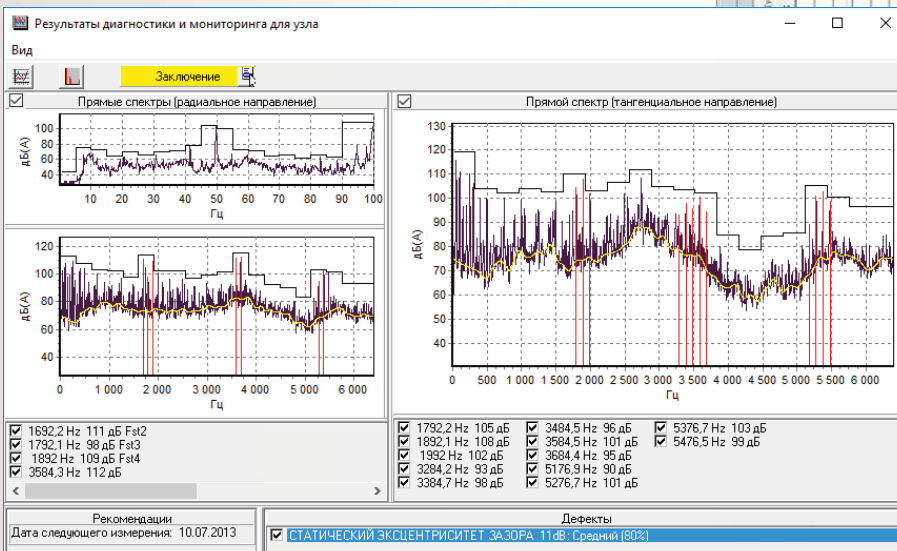 Результаты диагностики и мониторинга для узла
Вид
Заключение
Прямые спектры (радиальное направление)
дБ(А)
100
80
60
40
10 20 30 40 50 60 70 80 90 100
Гц
дБ(А)
120
100
80
60
40
0 1 000 2 000 3 000 4 000 5 000 6 000
Гц
1692,2 Hz 111 дБ Fst2
1792,1 Hz 98 дБ Fst3
1892 Hz 109 дБ Fst4
3584,3 Hz 112 дБ
Прямой спектр (тангенциальное направление)
дБ(А)
130
120
110
100
90
80
70
60
50
40
0 500 1 000 1 500 2 000 2 500 3 000 3 500 4 000 4 500 5 000 5 500 6 000
Гц
1792,2 Hz 105 дБ 3484,5 Hz 96 дБ 5376,7 Hz 103 дБ
1892,1 Hz 108 дБ 3584,5 Hz 101 дБ 5476,5 Hz 99 дБ
1992 Hz 102 дБ 3684,4 Hz 95 дБ
3284,2 Hz 93 дБ 5176,9 Hz 90 дБ
3384,7 Hz 98 дБ 5276,7 Hz 101 дБ
Рекомендации
Дата следующего измерения: 10.07.2013
Дефекты
СТАТИЧЕСКИЙ ЭКСЦЕНТРИСИТЕТ ЗАЗОРА 11dB; Средний (80%)